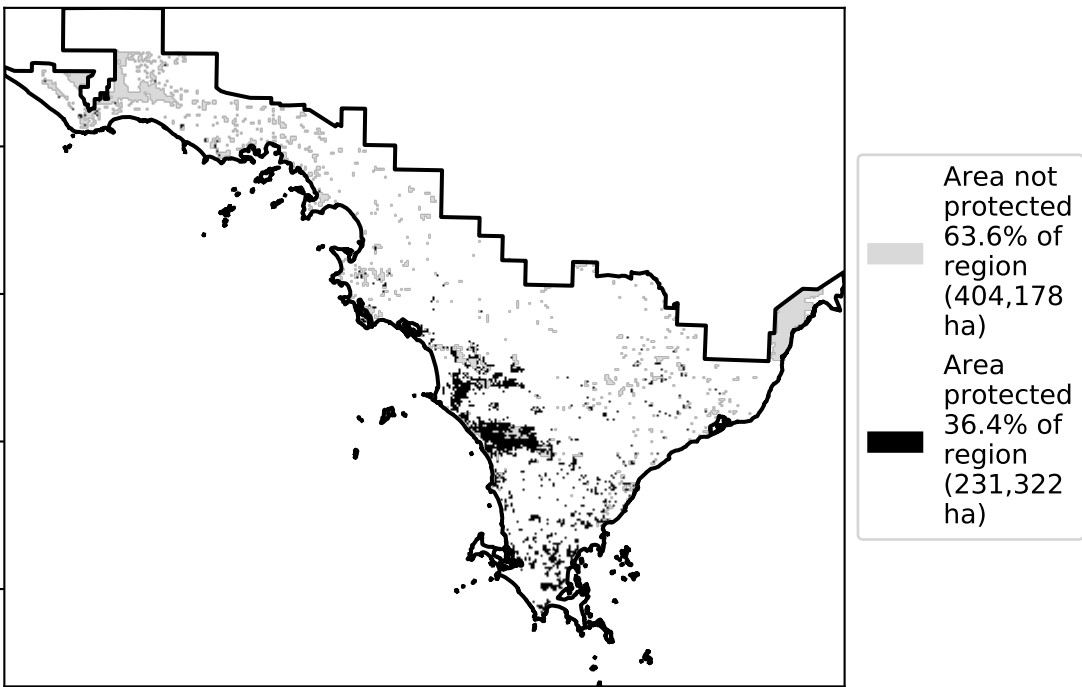 Area not
protected
63.6% of
region
(404,178
ha)
Area
protected
36.4% of
region
(231,322
ha)